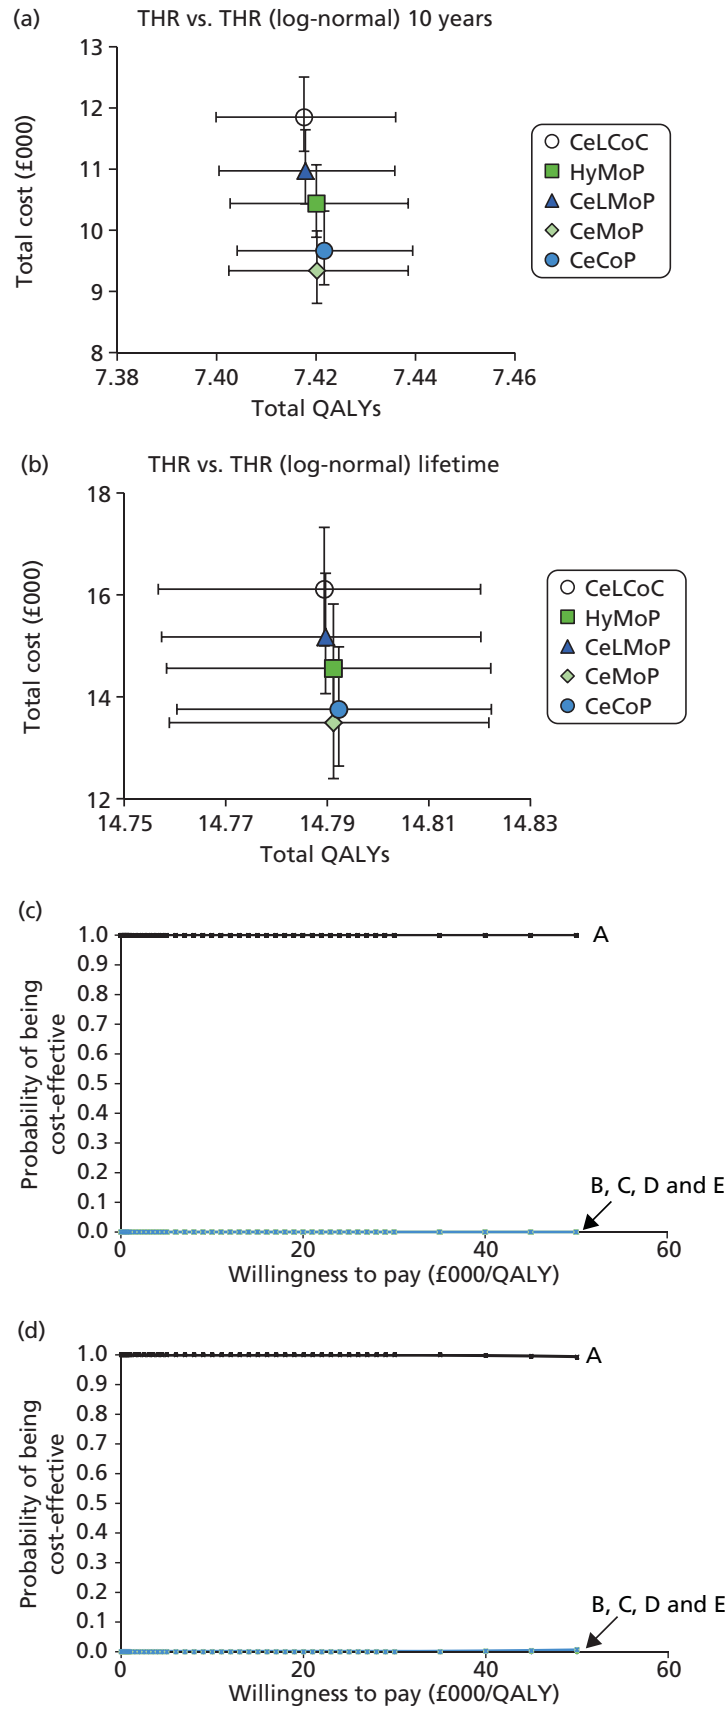 (a)
THR vs. THR (log-normal) 10 years
Total cost (£000)
13
12
11
10
9
8
7.38 7.40 7.42 7.44 7.46
Total QALYs
CeLCoC
HyMoP
CeLMoP
CeMoP
CeCoP
(b)
THR vs. THR (log-normal) lifetime
Total cost (£000)
18
16
14
12
14.75 14.77 14.79 14.81 14.83
Total QALYs
CeLCoC
HyMoP
CeLMoP
CeMoP
CeCoP
(c)
Probability of being
cost-effective
1.0
0.9
0.8
0.7
0.6
0.5
0.4
0.3
0.2
0.1
0.0
A
B, C, D and E
0 20 40 60
Willingness to pay (£000/QALY)
(d)
Probability of being
cost-effective
1.0
0.9
0.8
0.7
0.6
0.5
0.4
0.3
0.2
0.1
0.0
A
B, C, D and E
0 20 40 60
Willingness to pay (£000/QALY)